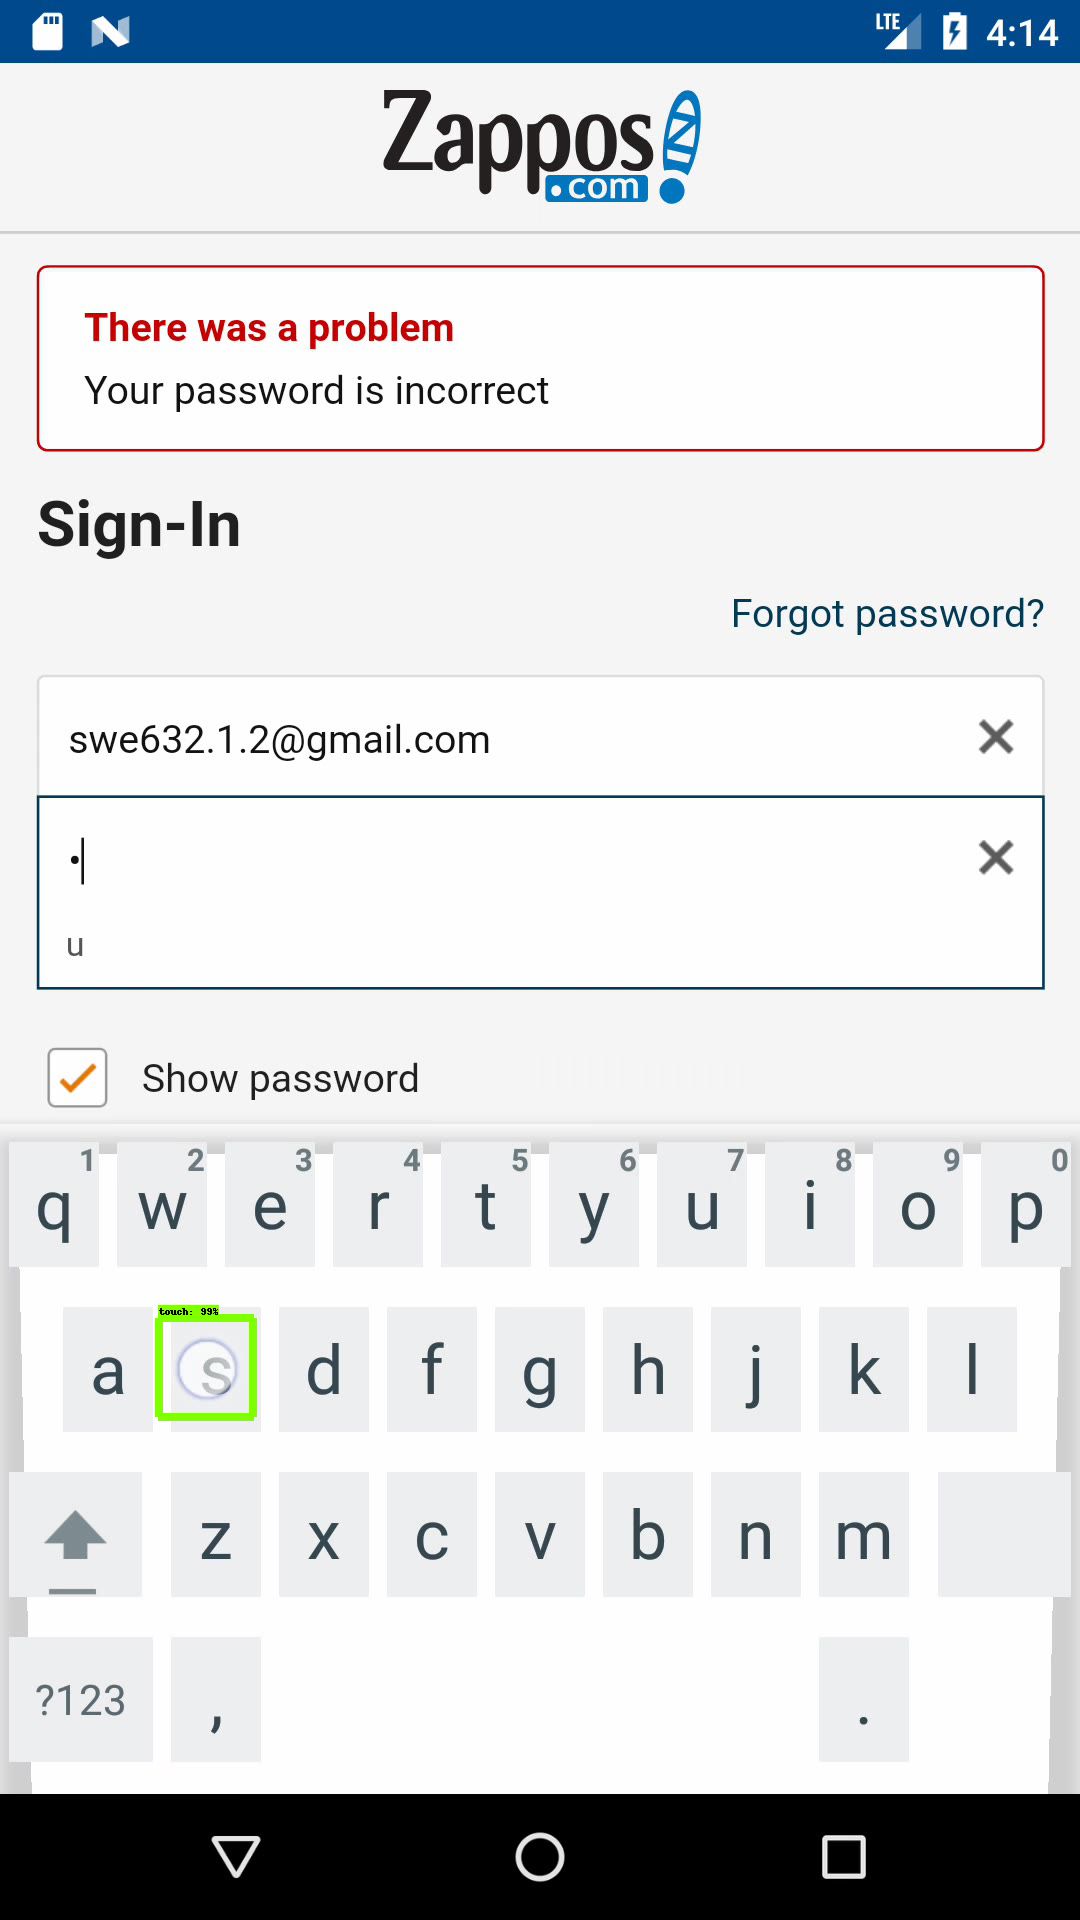 LTE 4:14
Zappos
.com
There was a problem
Your password is incorrect
Sign-In
Forgot password?
swe632.1.2@gmail.com
•
u
Show password
1 2 3 4 5 6 7 8 9 0
q w e r t y u i o p
touch: 99%
a s d f g h j k l
z x c v b n m
?123 , .